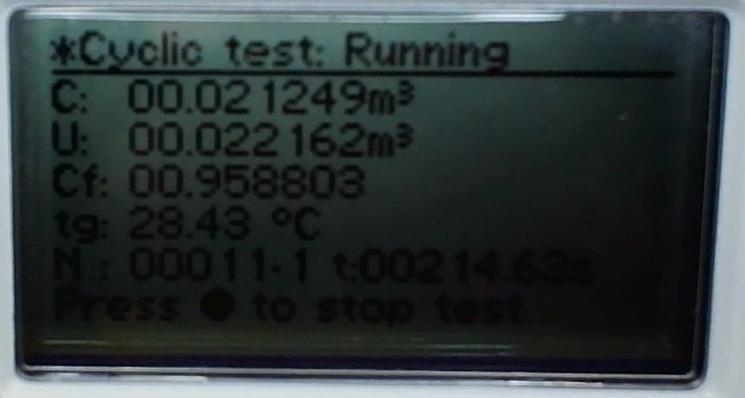 *Cyclic test: Running
C: 00.021249m³
U: 00.022162m³
Cf: 00.958803
tg: 28.43 °C
N : 00011-1 t:00214.63s
Press ● to stop test